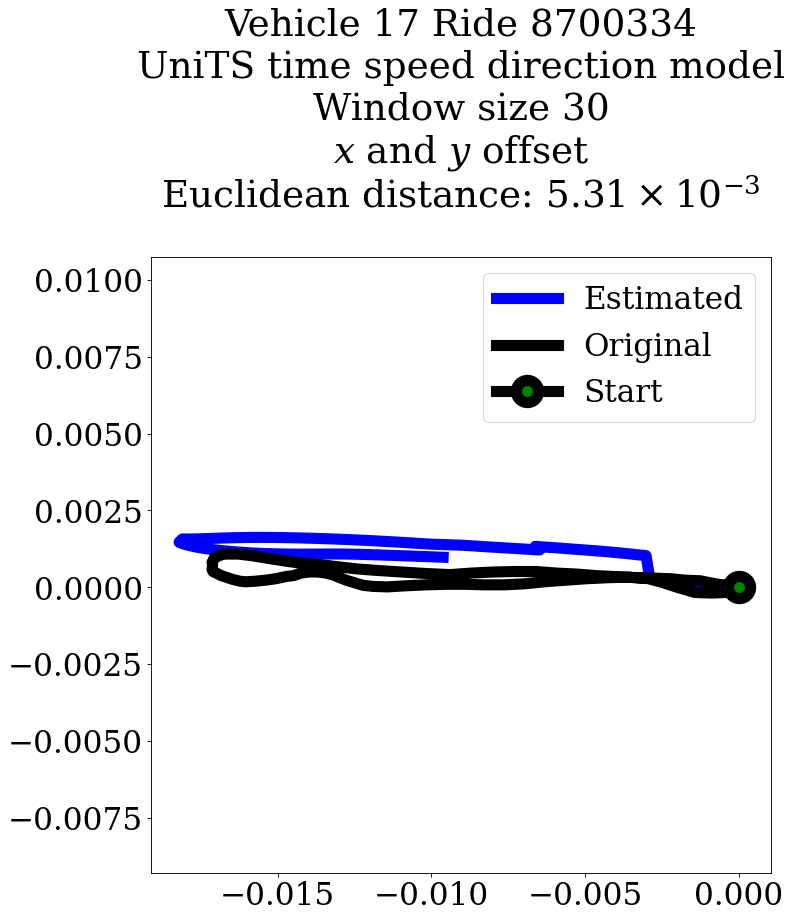 Vehicle 17 Ride 8700334
UniTS time speed direction model
Window size 30
x and y offset
Euclidean distance: 5.31 × 10⁻³
Estimated
Original
Start
0.0100
0.0075
0.0050
0.0025
0.0000
−0.0025
−0.0050
−0.0075
−0.015
−0.010
−0.005
0.000